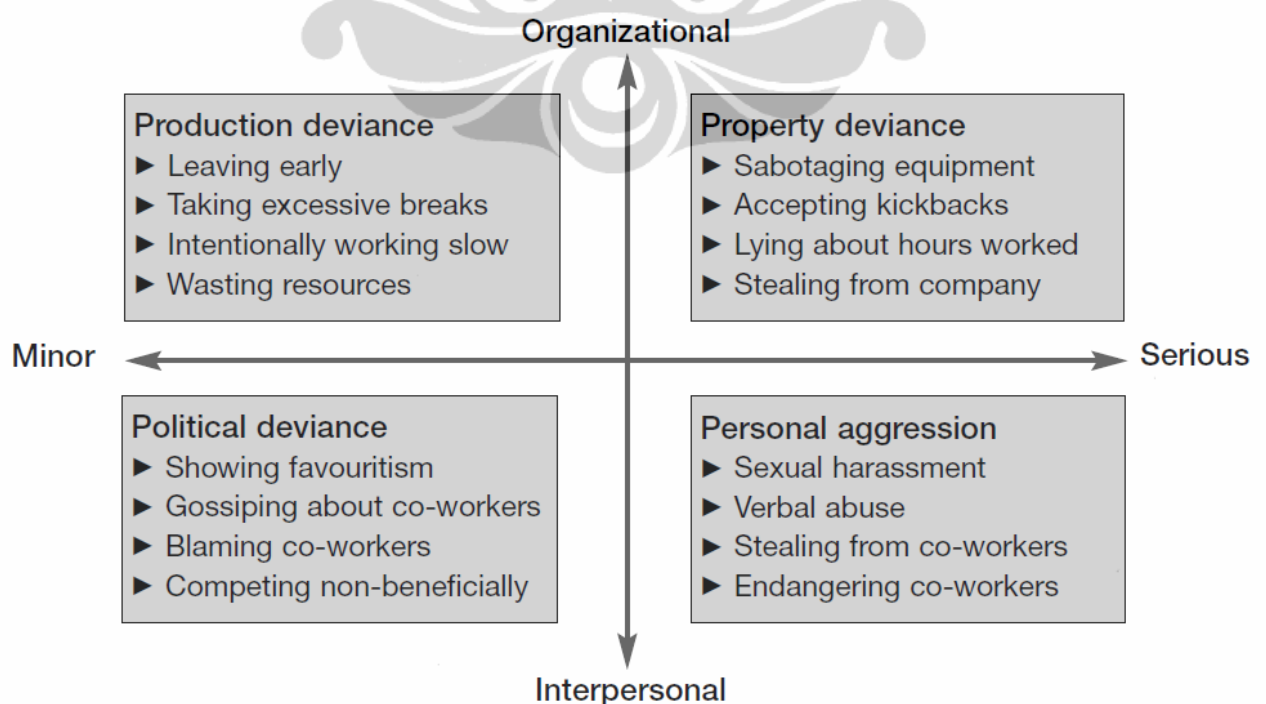 Organizational
Production deviance
► Leaving early
► Taking excessive breaks
► Intentionally working slow
► Wasting resources
Property deviance
► Sabotaging equipment
► Accepting kickbacks
► Lying about hours worked
► Stealing from company
Minor
Serious
Political deviance
► Showing favouritism
► Gossiping about co-workers
► Blaming co-workers
► Competing non-beneficially
Personal aggression
► Sexual harassment
► Verbal abuse
► Stealing from co-workers
► Endangering co-workers
Interpersonal